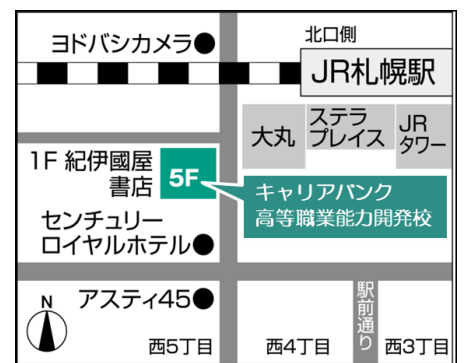 ヨドバシカメラ●
北口側
JR札幌駅
大丸
ステラ
プレイス
JR
タワー
1F 紀伊國屋
書店
5F
キャリアバンク
高等職業能力開発校
センチュリー
ロイヤルホテル●
アスティ45●
N
駅前通り
西5丁目
西4丁目
西3丁目